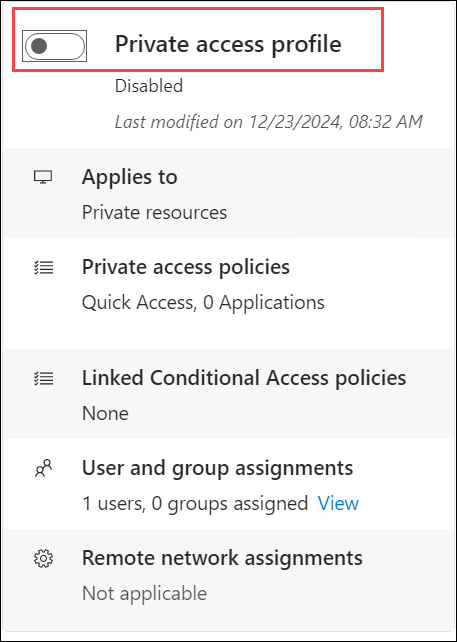 Private access profile
Disabled
Last modified on 12/23/2024, 08:32 AM
Applies to
Private resources
Private access policies
Quick Access, 0 Applications
Linked Conditional Access policies
None
User and group assignments
1 users, 0 groups assigned View
Remote network assignments
Not applicable